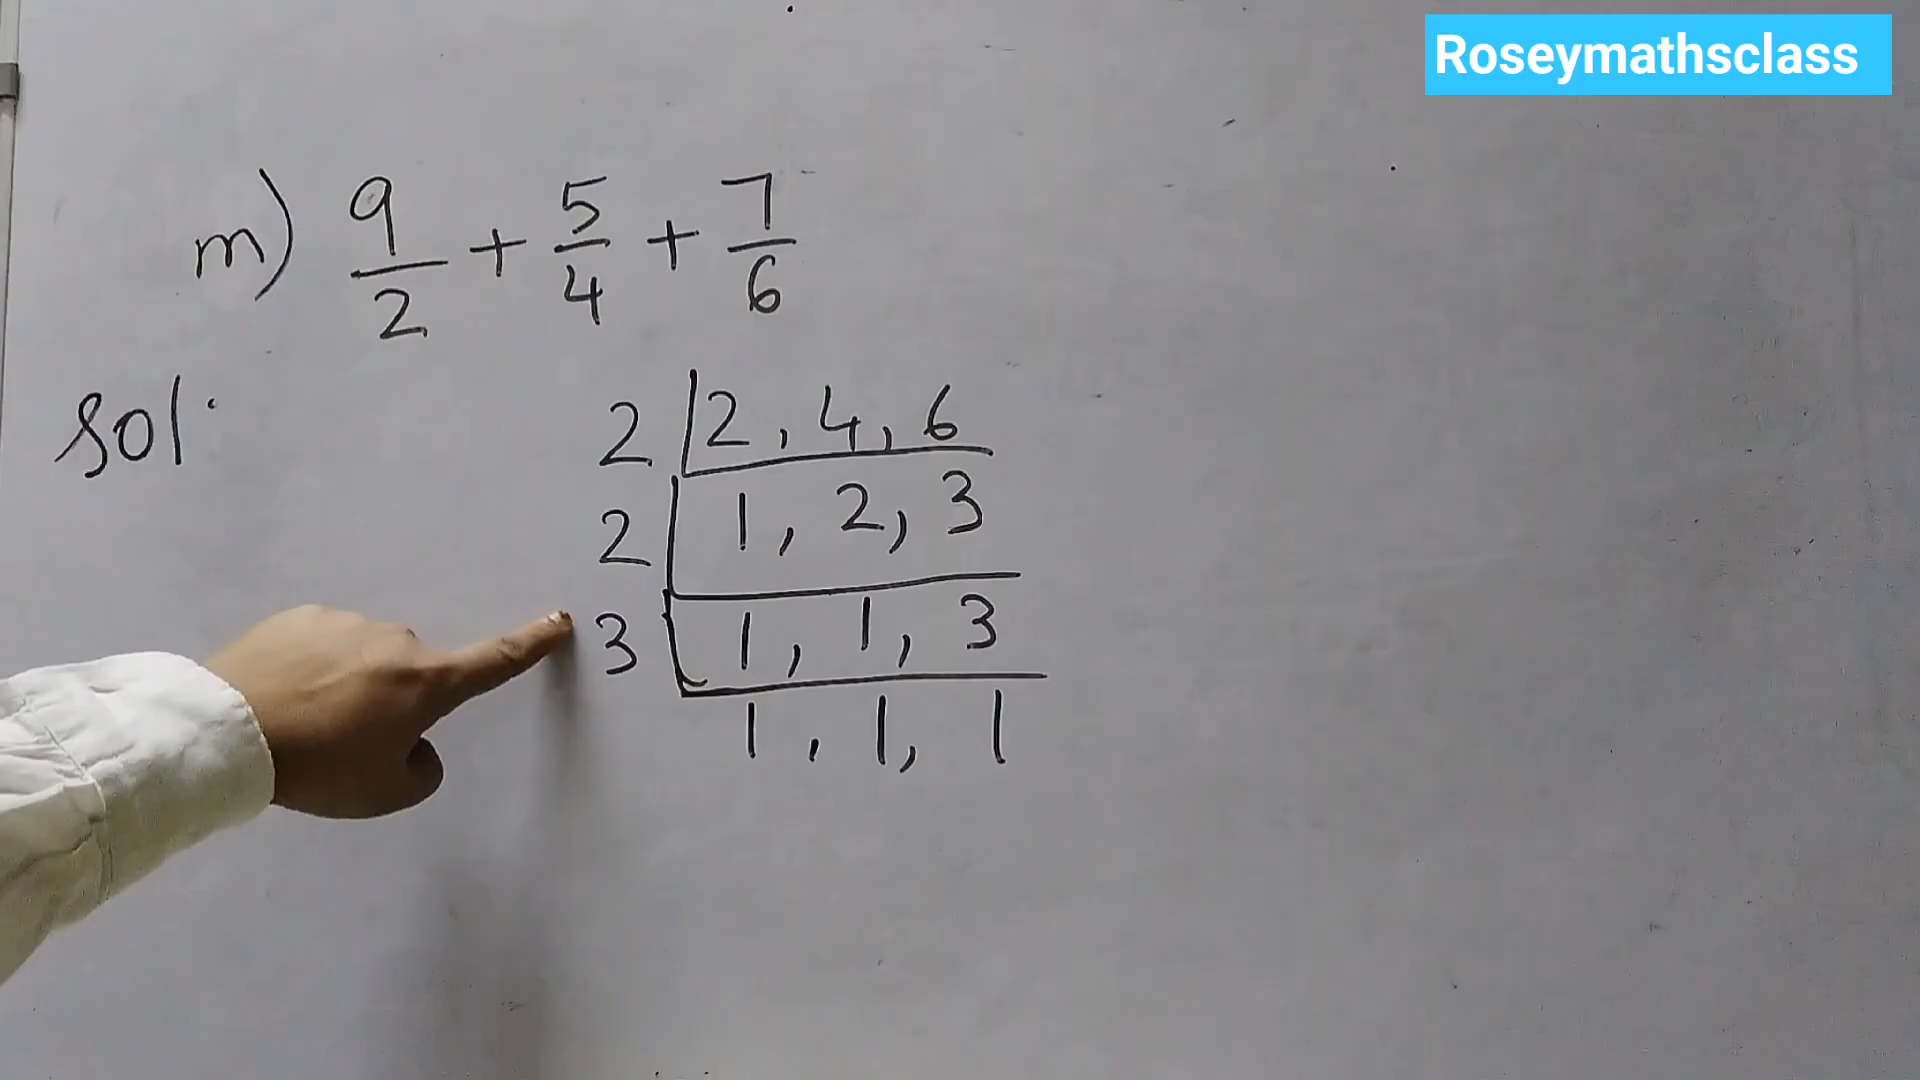 Roseymathsclass
m) 9/2 + 5/4 + 7/6
Sol.
2 | 2, 4, 6
2 | 1, 2, 3
3 | 1, 1, 3
1, 1, 1